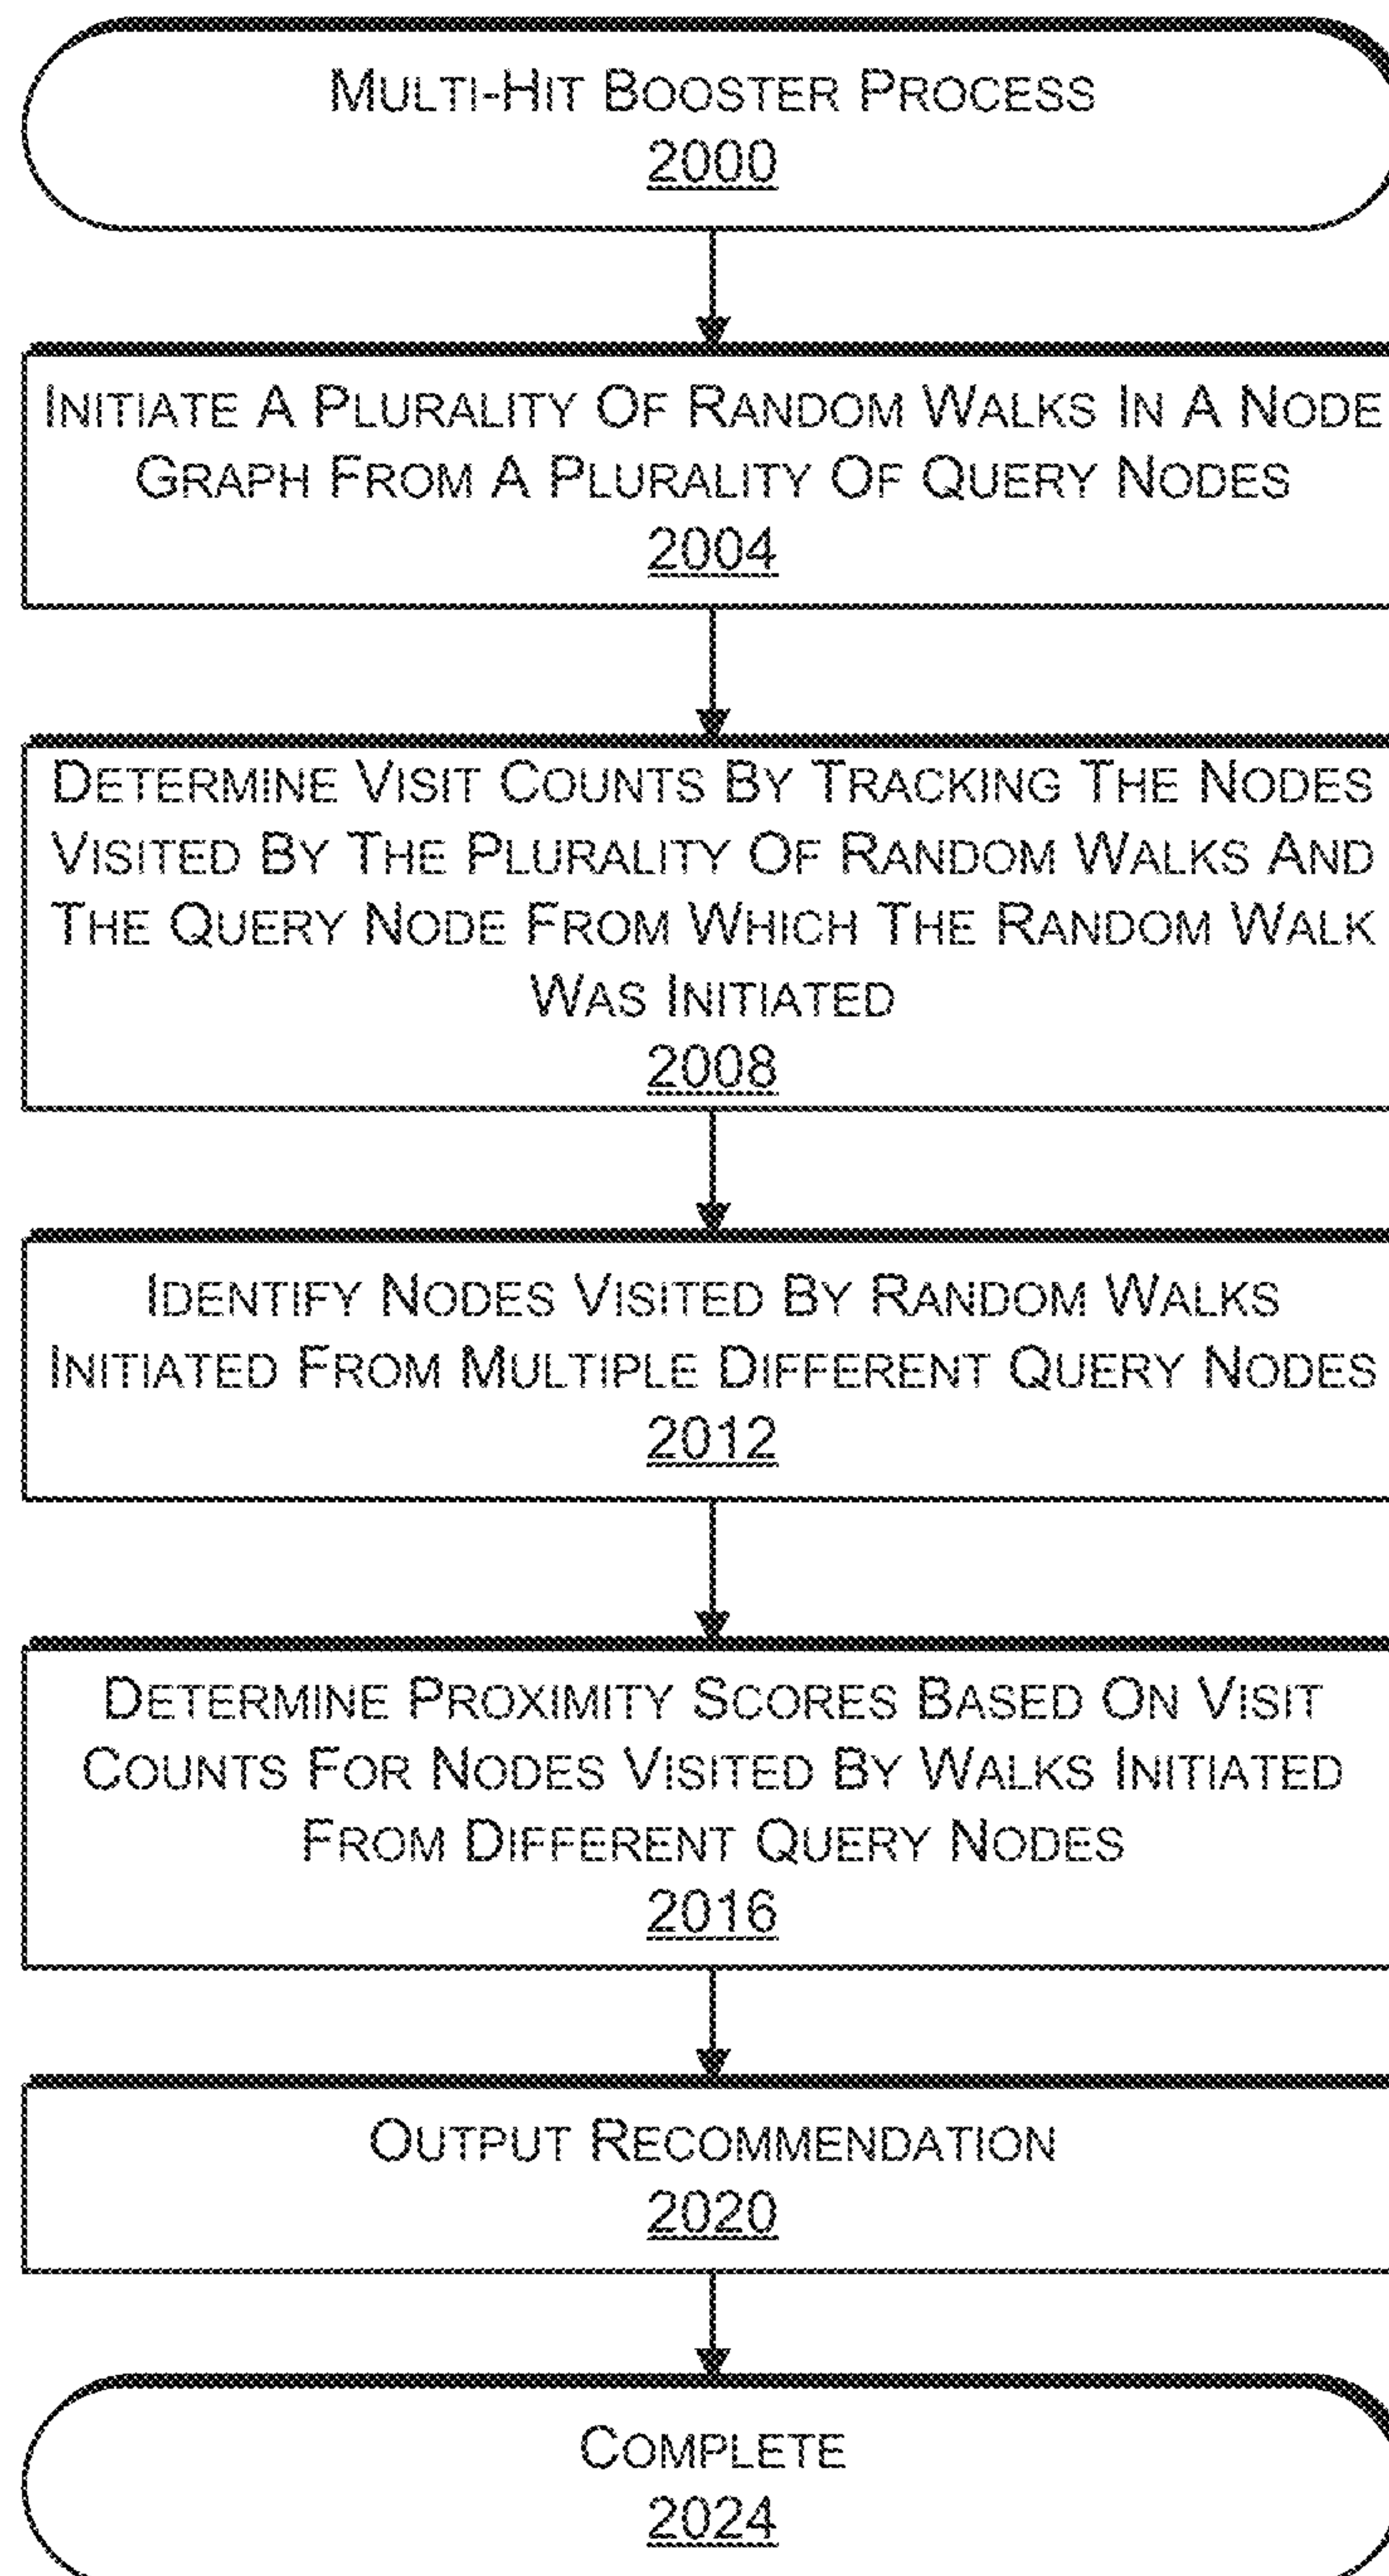 MULTI-HIT BOOSTER PROCESS
2000
INITIATE A PLURALITY OF RANDOM WALKS IN A NODE
GRAPH FROM A PLURALITY OF QUERY NODES
2004
DETERMINE VISIT COUNTS BY TRACKING THE NODES
VISITED BY THE PLURALITY OF RANDOM WALKS AND
THE QUERY NODE FROM WHICH THE RANDOM WALK
WAS INITIATED
2008
IDENTIFY NODES VISITED BY RANDOM WALKS
INITIATED FROM MULTIPLE DIFFERENT QUERY NODES
2012
DETERMINE PROXIMITY SCORES BASED ON VISIT
COUNTS FOR NODES VISITED BY WALKS INITIATED
FROM DIFFERENT QUERY NODES
2016
OUTPUT RECOMMENDATION
2020
COMPLETE
2024